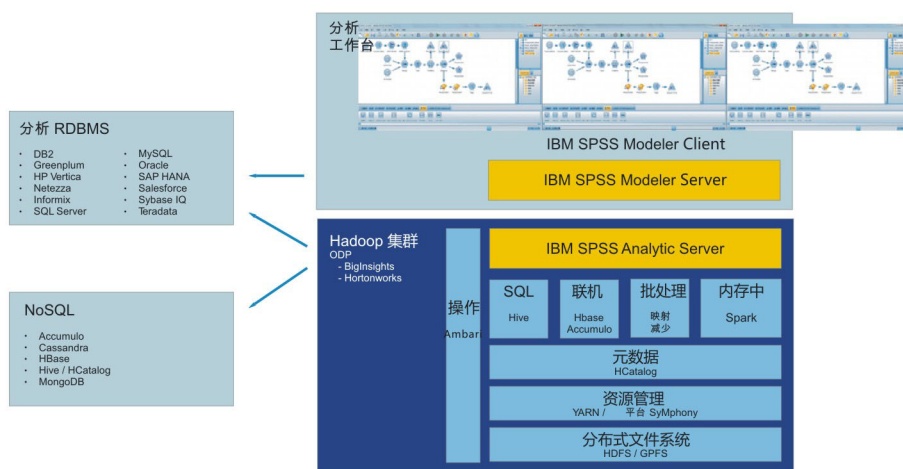 分析
工作台
IBM SPSS Modeler Client
IBM SPSS Modeler Server
分析 RDBMS
· DB2
· Greenplum
· HP Vertica
· Netezza
· Informix
· SQL Server
· MySQL
· Oracle
· SAP HANA
· Salesforce
· Sybase IQ
· Teradata
NoSQL
· Accumulo
· Cassandra
· HBase
· Hive / HCatalog
· MongoDB
Hadoop 集群
ODP
- BigInsights
- Hortonworks
操作
Ambari
IBM SPSS Analytic Server
SQL
Hive
联机
Hbase
Accumulo
批处理
映射
减少
内存中
Spark
元数据
HCatalog
资源管理
YARN / 平台 SyMphony
分布式文件系统
HDFS / GPFS